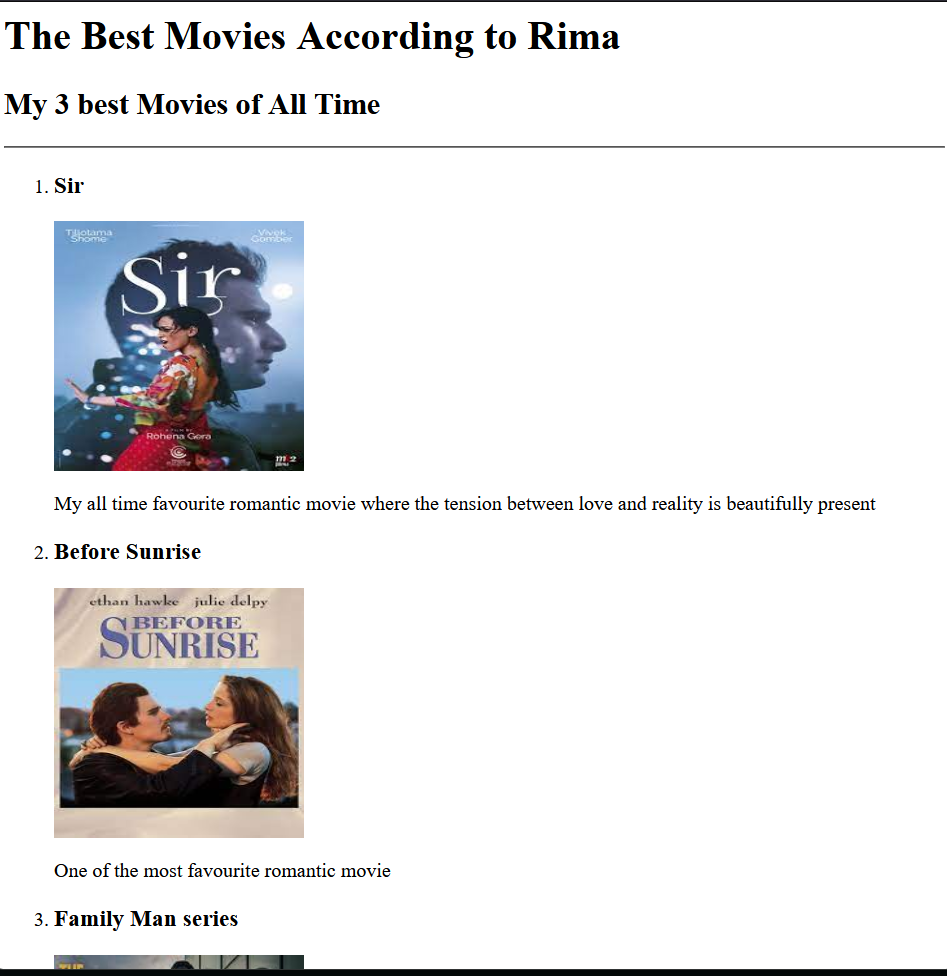 The Best Movies According to Rima
My 3 best Movies of All Time
1. Sir
Tillotama Vivek
Shome Gomber
Sir
A FILM BY
Rohena Gera
My all time favourite romantic movie where the tension between love and reality is beautifully present
2. Before Sunrise
ethan hawke julie delpy
BEFORE
SUNRISE
One of the most favourite romantic movie
3. Family Man series
THE